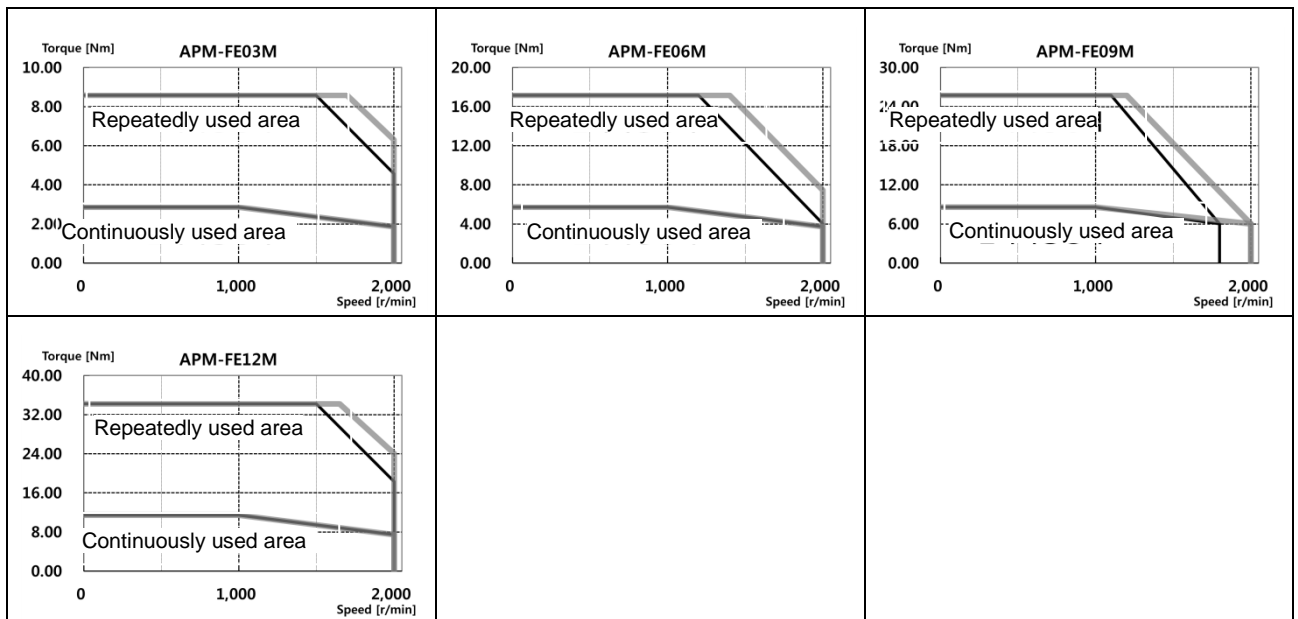 Torque [Nm] APM-FE03M
10.00
8.00
Repeatedly used area
6.00
4.00
2.00
Continuously used area
0.00
0 1,000 2,000
Speed [r/min]
Torque [Nm] APM-FE06M
20.00
16.00
Repeatedly used area
12.00
8.00
4.00
Continuously used area
0.00
0 1,000 2,000
Speed [r/min]
Torque [Nm] APM-FE09M
30.00
24.00
Repeatedly used area
18.00
12.00
6.00
Continuously used area
0.00
0 1,000 2,000
Speed [r/min]
Torque [Nm] APM-FE12M
40.00
32.00
Repeatedly used area
24.00
16.00
8.00
Continuously used area
0.00
0 1,000 2,000
Speed [r/min]